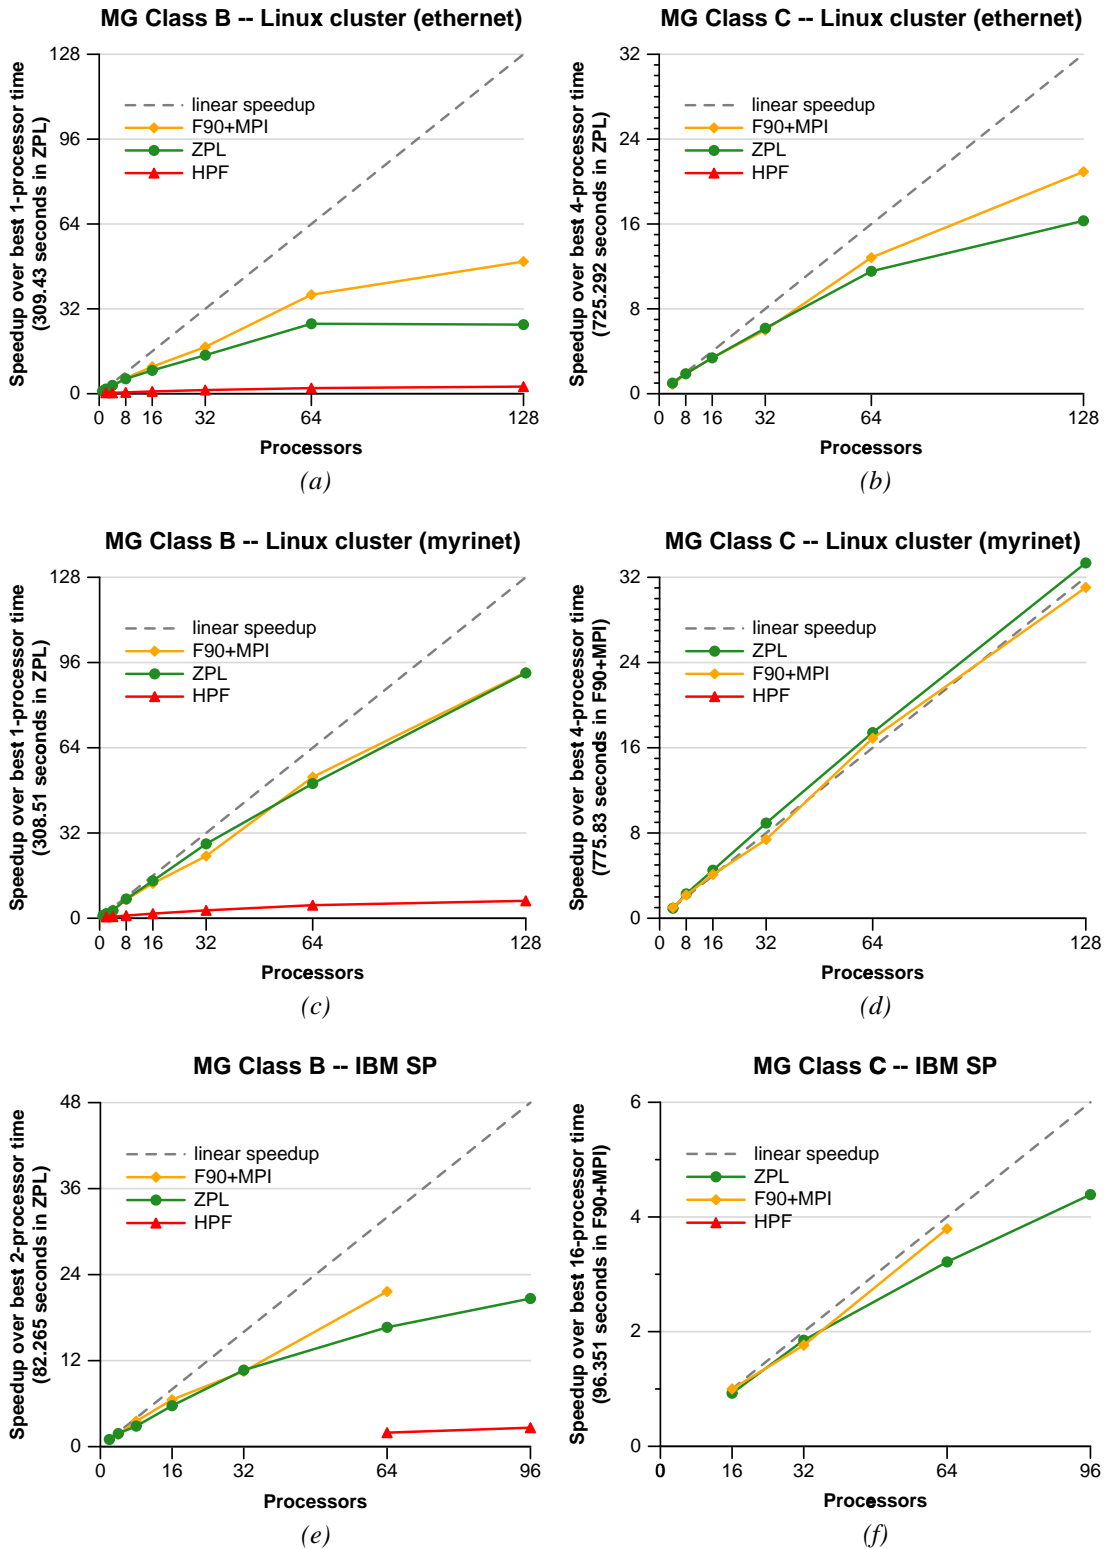 MG Class B -- Linux cluster (ethernet)
Speedup over best 1-processor time
(309.43 seconds in ZPL)
128
96
64
32
0
linear speedup
F90+MPI
ZPL
HPF
0 8 16 32 64 128
Processors
(a)
MG Class C -- Linux cluster (ethernet)
Speedup over best 4-processor time
(725.292 seconds in ZPL)
32
24
16
8
0
linear speedup
F90+MPI
ZPL
HPF
0 8 16 32 64 128
Processors
(b)
MG Class B -- Linux cluster (myrinet)
Speedup over best 1-processor time
(308.51 seconds in ZPL)
128
96
64
32
0
linear speedup
F90+MPI
ZPL
HPF
0 8 16 32 64 128
Processors
(c)
MG Class C -- Linux cluster (myrinet)
Speedup over best 4-processor time
(775.83 seconds in F90+MPI)
32
24
16
8
0
linear speedup
ZPL
F90+MPI
HPF
0 8 16 32 64 128
Processors
(d)
MG Class B -- IBM SP
Speedup over best 2-processor time
(82.265 seconds in ZPL)
48
36
24
12
0
linear speedup
F90+MPI
ZPL
HPF
0 16 32 64 96
Processors
(e)
MG Class C -- IBM SP
Speedup over best 16-processor time
(96.351 seconds in F90+MPI)
6
4
2
0
linear speedup
ZPL
F90+MPI
HPF
0 16 32 64 96
Processors
(f)